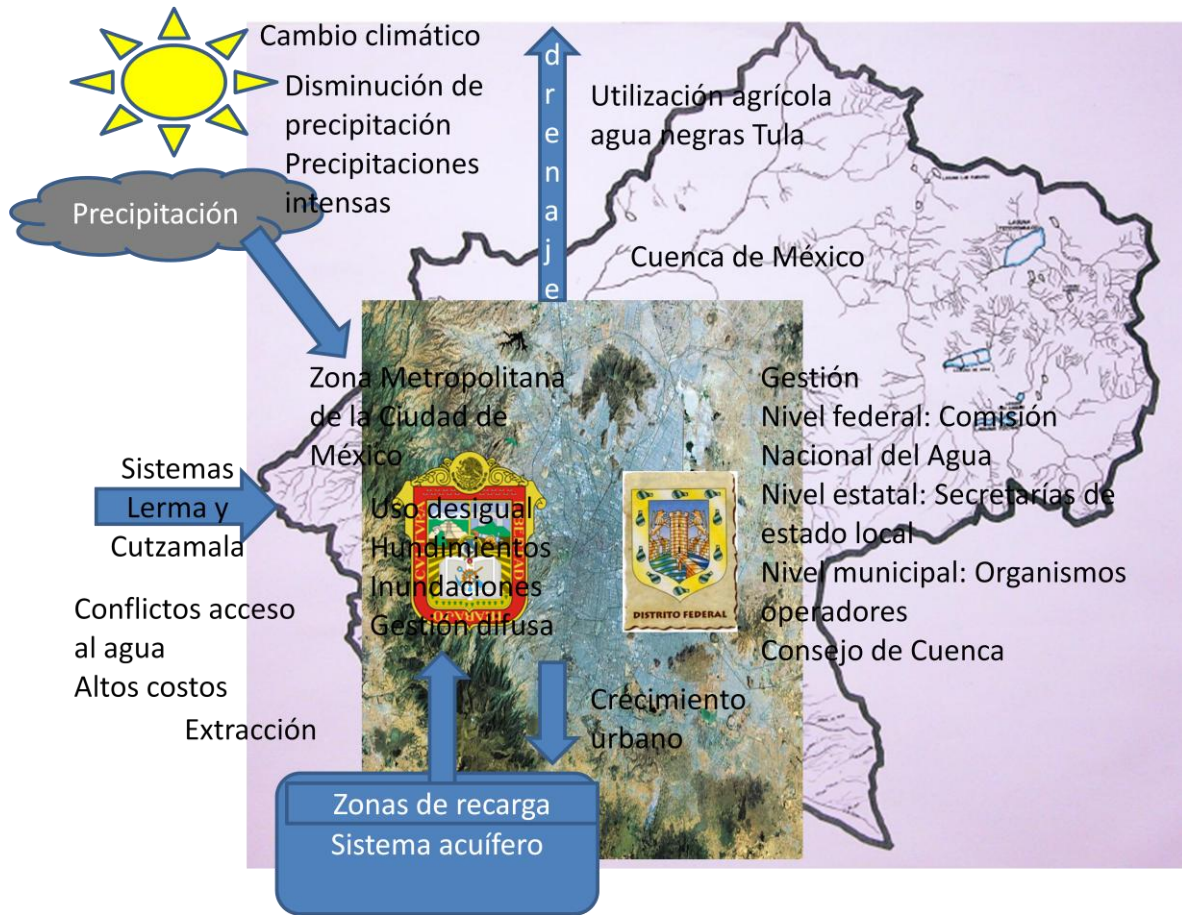 Cambio climático
Disminución de
precipitación
Precipitaciones
intensas
Precipitación
drenaje
Utilización agrícola
agua negras Tula
Cuenca de México
Zona Metropolitana
de la Ciudad de
México
Uso desigual
Hundimientos
Inundaciones
Gestión difusa
DISTRITO FEDERAL
Gestión
Nivel federal: Comisión
Nacional del Agua
Nivel estatal: Secretarías de
estado local
Nivel municipal: Organismos
operadores
Consejo de Cuenca
Sistemas
Lerma y
Cutzamala
Conflictos acceso
al agua
Altos costos
Extracción
Crecimiento
urbano
Zonas de recarga
Sistema acuífero